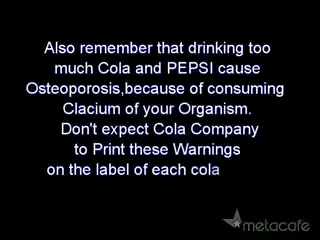 Also remember that drinking too
much Cola and PEPSI cause
Osteoporosis,because of consuming
Clacium of your Organism.
Don't expect Cola Company
to Print these Warnings
on the label of each cola
metacafe